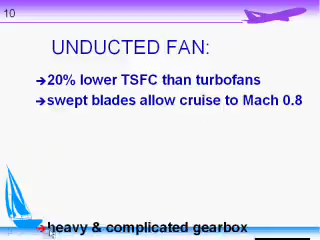 10
UNDUCTED FAN:
➔20% lower TSFC than turbofans
➔swept blades allow cruise to Mach 0.8
➔heavy & complicated gearbox